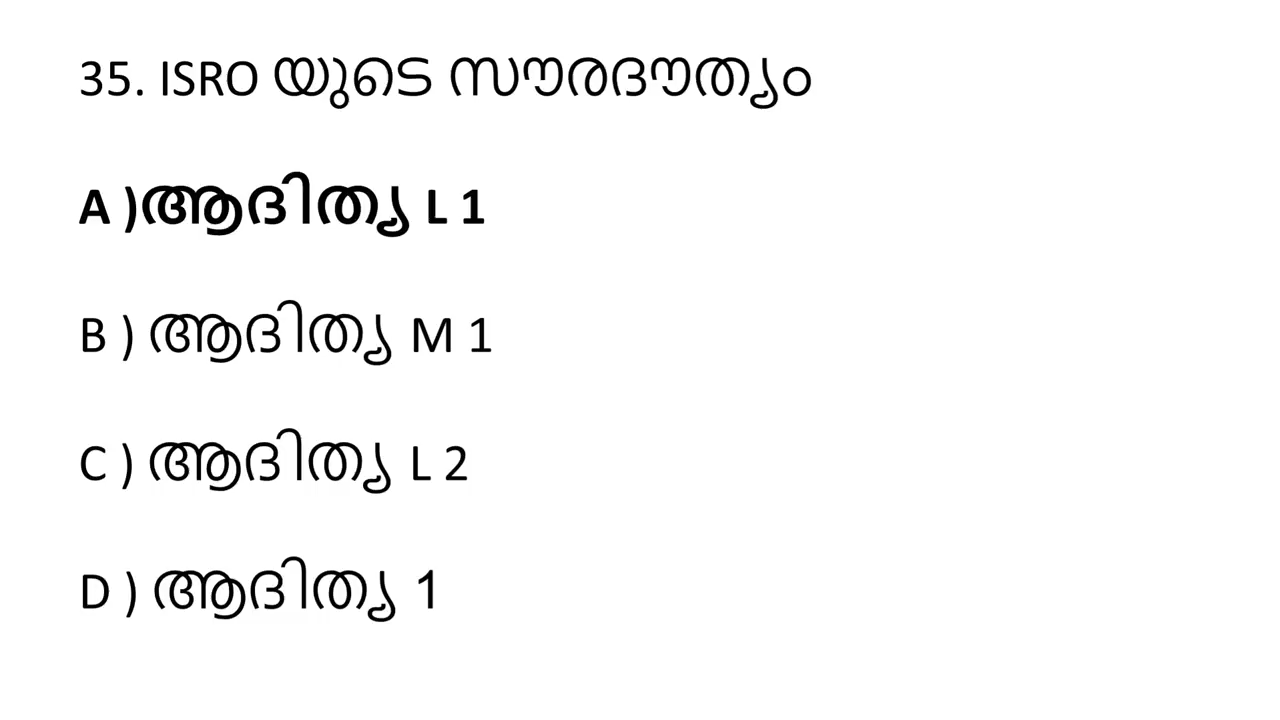 35. ISRO യുടെ സൗരദൗത്യം
A )ആദിത്യ L 1
B ) ആദിത്യ M 1
C ) ആദിത്യ L 2
D ) ആദിത്യ 1